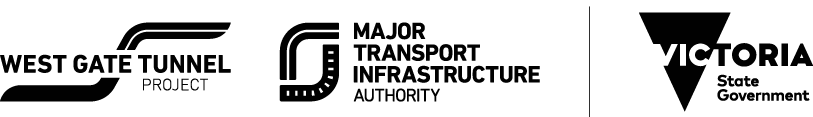 WEST GATE TUNNEL
PROJECT
MAJOR
TRANSPORT
INFRASTRUCTURE
AUTHORITY
VICTORIA
State
Government